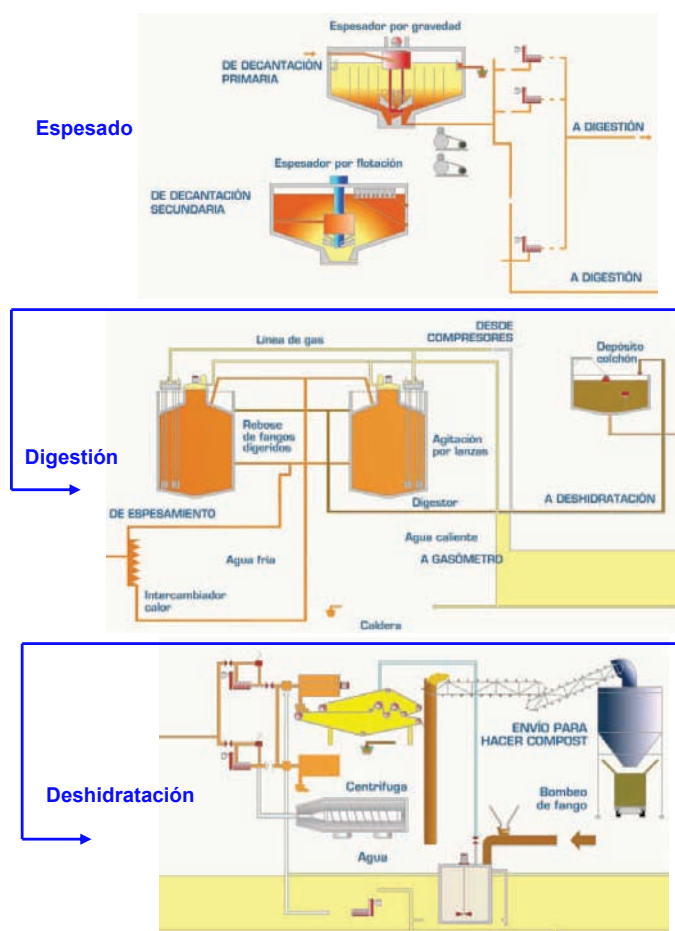 Espesador por gravedad
DE DECANTACIÓN
PRIMARIA
Espesado
A DIGESTIÓN
Espesador por flotación
DE DECANTACIÓN
SECUNDARIA
A DIGESTIÓN
DESDE
COMPRESORES
Línea de gas
Depósito
colchón
Rebose
de fangos
digeridos
Agitación
por lanzas
Digestión
Digestor
A DESHIDRATACIÓN
DE ESPESAMIENTO
Agua caliente
Agua fría
A GASÓMETRO
Intercambiador
calor
Caldera
ENVÍO PARA
HACER COMPOST
Deshidratación
Centrífuga
Bombeo
de fango
Agua